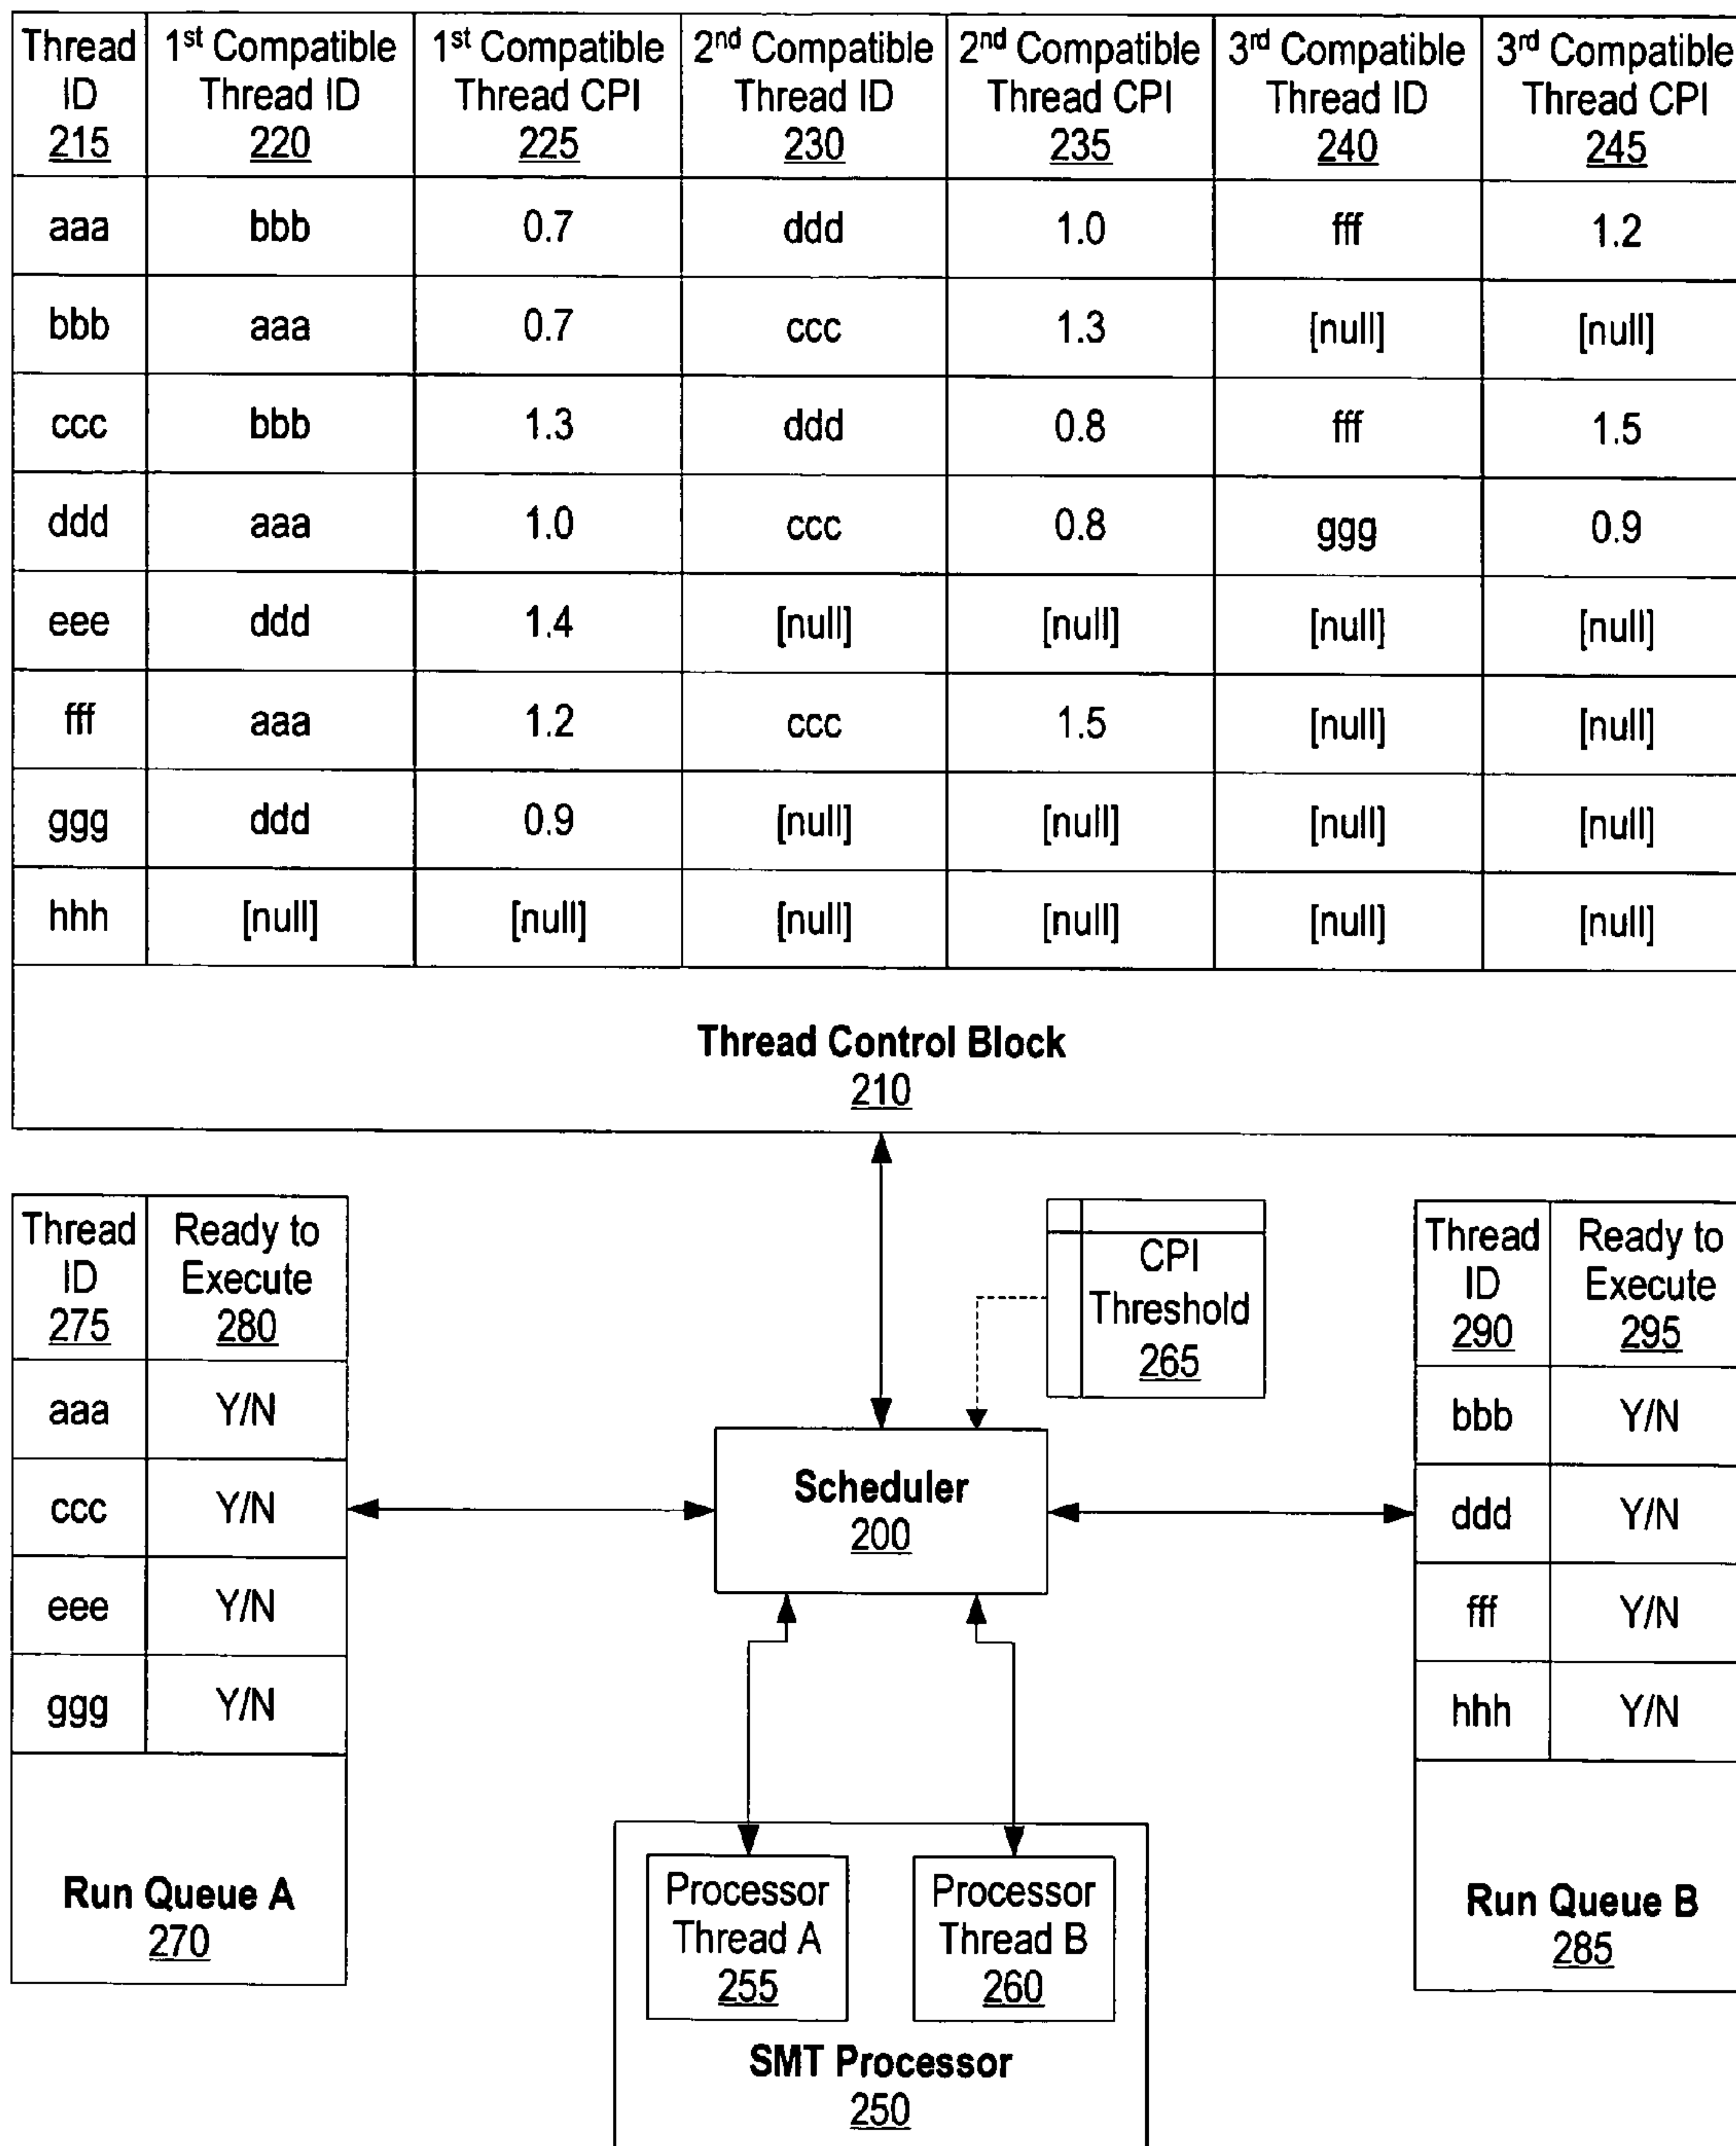 Thread ID 215
1st Compatible Thread ID 220
1st Compatible Thread CPI 225
2nd Compatible Thread ID 230
2nd Compatible Thread CPI 235
3rd Compatible Thread ID 240
3rd Compatible Thread CPI 245
aaa bbb 0.7 ddd 1.0 fff 1.2
bbb aaa 0.7 ccc 1.3 [null] [null]
ccc bbb 1.3 ddd 0.8 fff 1.5
ddd aaa 1.0 ccc 0.8 ggg 0.9
eee ddd 1.4 [null] [null] [null] [null]
fff aaa 1.2 ccc 1.5 [null] [null]
ggg ddd 0.9 [null] [null] [null] [null]
hhh [null] [null] [null] [null] [null] [null]
Thread Control Block
210
Thread ID 275
Ready to Execute 280
aaa Y/N
ccc Y/N
eee Y/N
ggg Y/N
Run Queue A
270
CPI
Threshold
265
Scheduler
200
Processor
Thread A
255
Processor
Thread B
260
SMT Processor
250
Thread ID 290
Ready to Execute 295
bbb Y/N
ddd Y/N
fff Y/N
hhh Y/N
Run Queue B
285